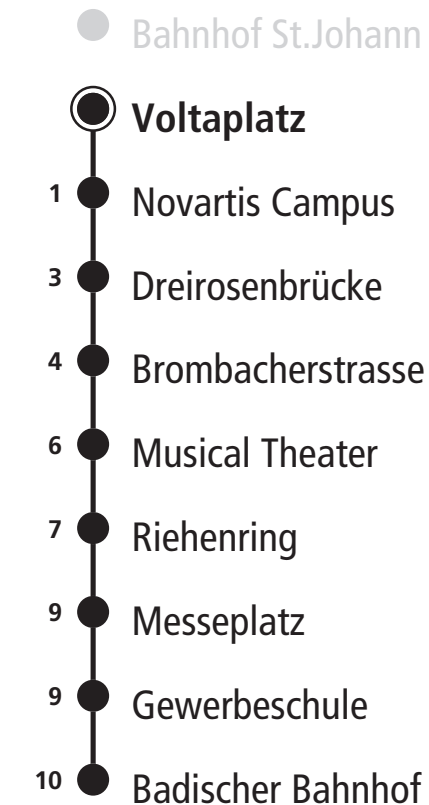 Bahnhof St.Johann
Voltaplatz
1 Novartis Campus
3 Dreirosenbrücke
4 Brombacherstrasse
6 Musical Theater
7 Riehenring
9 Messeplatz
9 Gewerbeschule
10 Badischer Bahnhof